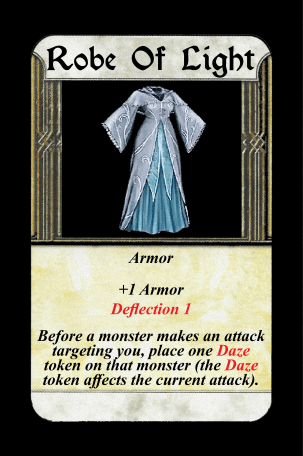 Robe Of Light
Armor
+1 Armor
Deflection 1
Before a monster makes an attack
targeting you, place one Daze
token on that monster (the Daze
token affects the current attack).